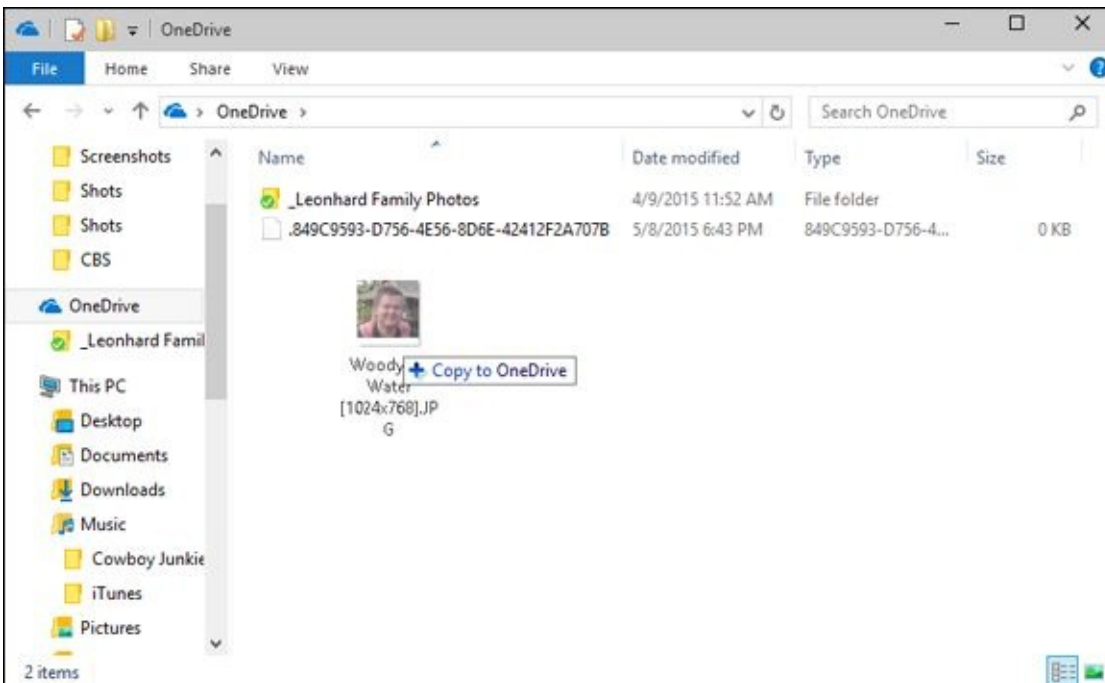 OneDrive
File Home Share View
OneDrive
Search OneDrive
Screenshots
Shots
Shots
CBS
OneDrive
_Leonhard Famil
This PC
Desktop
Documents
Downloads
Music
Cowboy Junkie
iTunes
Pictures
Name Date modified Type Size
_Leonhard Family Photos 4/9/2015 11:52 AM File folder
.849C9593-D756-4E56-8D6E-42412F2A707B 5/8/2015 6:43 PM 849C9593-D756-4... 0 KB
Woody
Copy to OneDrive
Water
[1024x768].JP
G
2 items